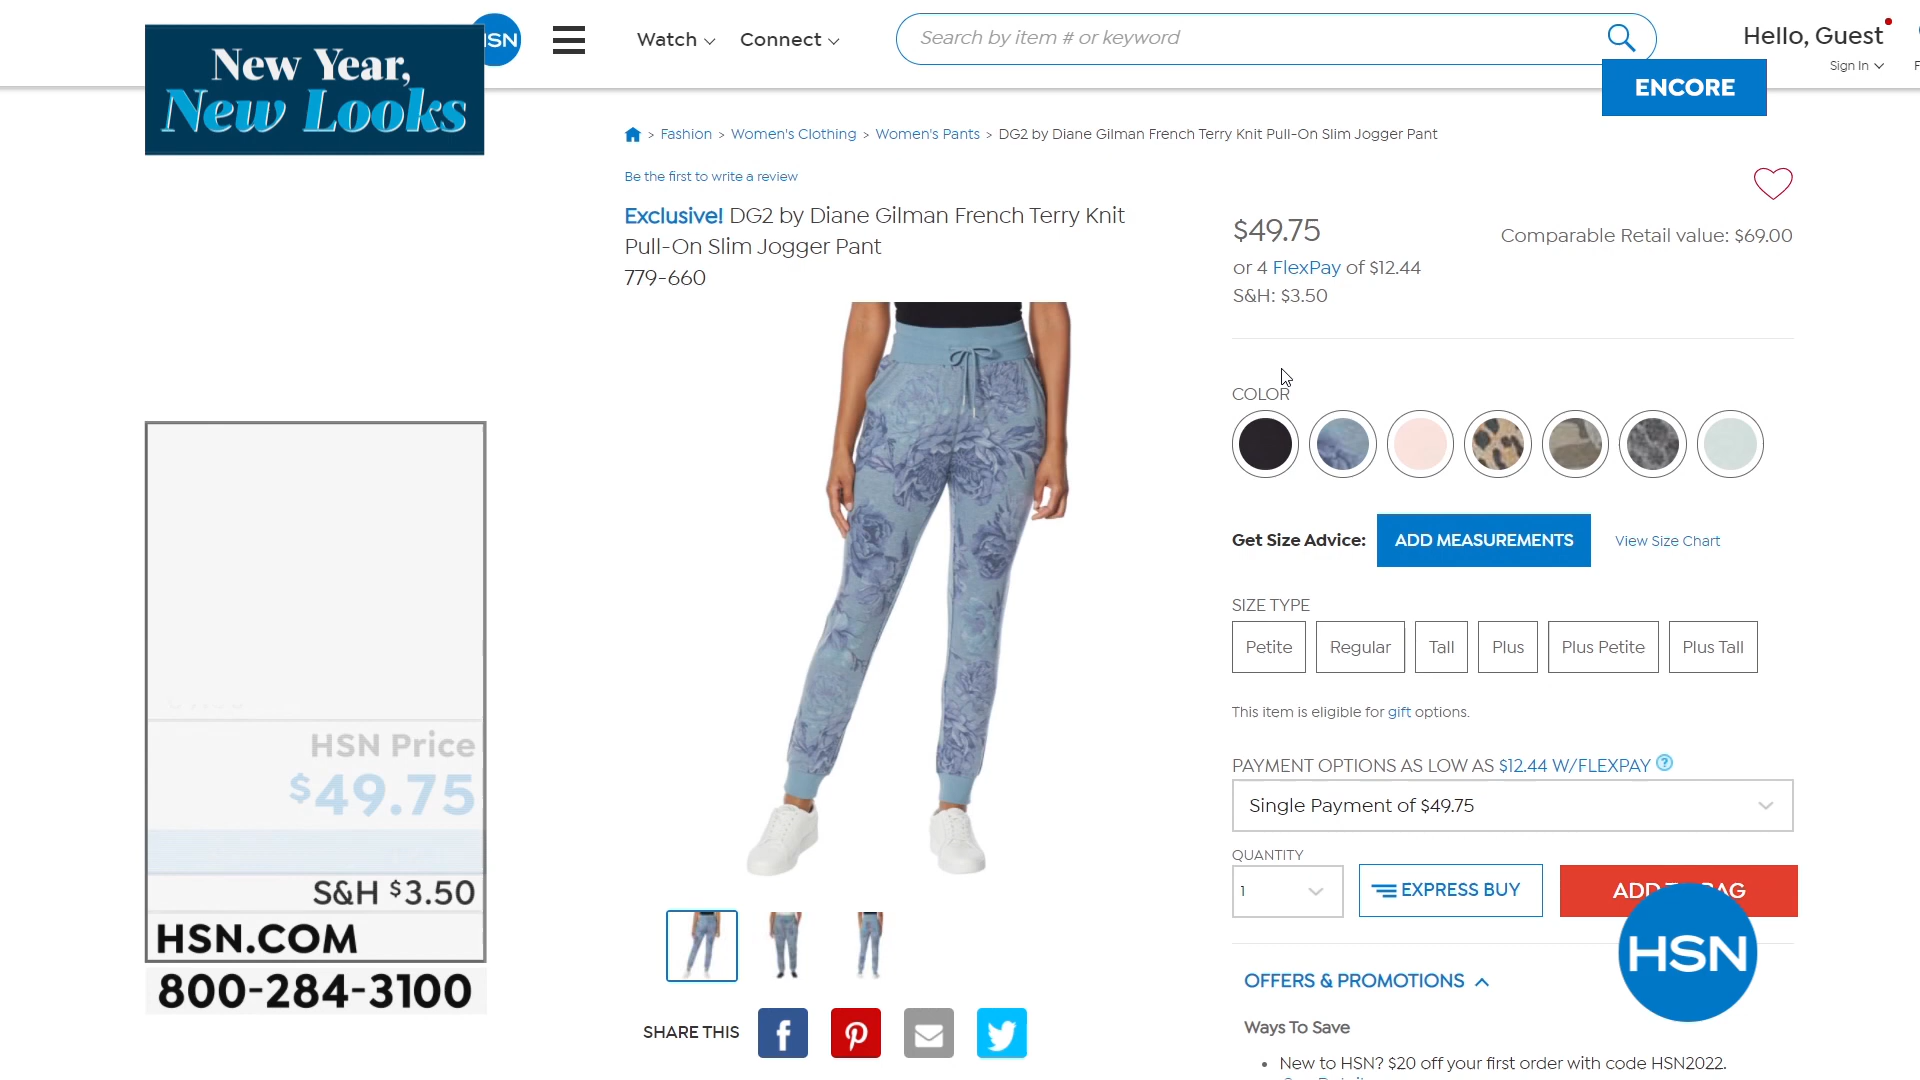 New Year,
New Looks
HSN
Watch
Connect
Search by item # or keyword
Hello, Guest
Sign In
F
ENCORE
> Fashion > Women's Clothing > Women's Pants > DG2 by Diane Gilman French Terry Knit Pull-On Slim Jogger Pant
Be the first to write a review
Exclusive! DG2 by Diane Gilman French Terry Knit
Pull-On Slim Jogger Pant
779-660
$49.75
Comparable Retail value: $69.00
or 4 FlexPay of $12.44
S&H: $3.50
COLOR
Get Size Advice:
ADD MEASUREMENTS
View Size Chart
SIZE TYPE
Petite
Regular
Tall
Plus
Plus Petite
Plus Tall
This item is eligible for gift options.
PAYMENT OPTIONS AS LOW AS $12.44 W/FLEXPAY ?
Single Payment of $49.75
QUANTITY
1
EXPRESS BUY
ADD TO BAG
OFFERS & PROMOTIONS
Ways To Save
• New to HSN? $20 off your first order with code HSN2022.
HSN
HSN Price
$49.75
S&H $3.50
HSN.COM
800-284-3100
SHARE THIS